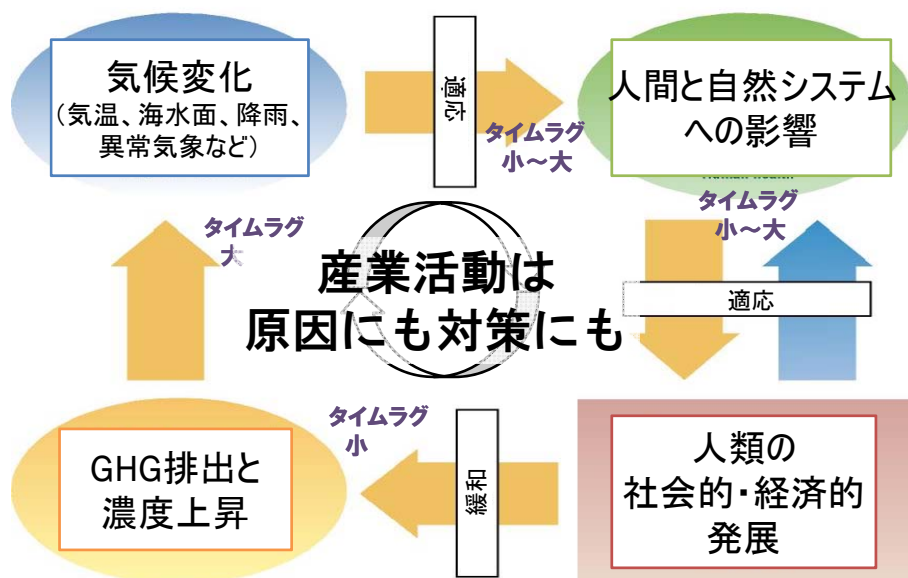 気候変化
（気温、海水面、降雨、
異常気象など）
適応
タイムラグ
小～大
人間と自然システム
への影響
タイムラグ
小～大
タイムラグ
大
産業活動は
原因にも対策にも
適応
タイムラグ
小
GHG排出と
濃度上昇
緩和
人類の
社会的・経済的
発展